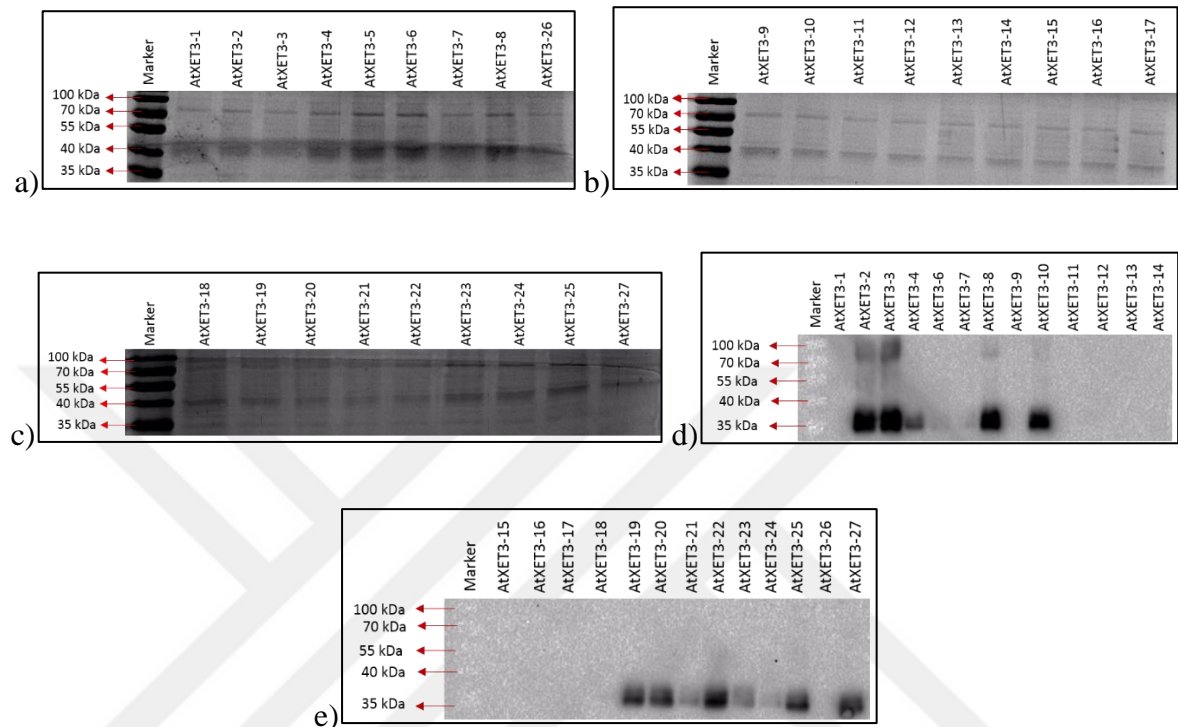 Marker
AtXET3-1
AtXET3-2
AtXET3-3
AtXET3-4
AtXET3-5
AtXET3-6
AtXET3-7
AtXET3-8
AtXET3-26
100 kDa
70 kDa
55 kDa
40 kDa
35 kDa
a)
Marker
AtXET3-9
AtXET3-10
AtXET3-11
AtXET3-12
AtXET3-13
AtXET3-14
AtXET3-15
AtXET3-16
AtXET3-17
100 kDa
70 kDa
55 kDa
40 kDa
35 kDa
b)
Marker
AtXET3-18
AtXET3-19
AtXET3-20
AtXET3-21
AtXET3-22
AtXET3-23
AtXET3-24
AtXET3-25
AtXET3-27
100 kDa
70 kDa
55 kDa
40 kDa
35 kDa
c)
Marker
AtXET3-1
AtXET3-2
AtXET3-3
AtXET3-4
AtXET3-6
AtXET3-7
AtXET3-8
AtXET3-9
AtXET3-10
AtXET3-11
AtXET3-12
AtXET3-13
AtXET3-14
100 kDa
70 kDa
55 kDa
40 kDa
35 kDa
d)
Marker
AtXET3-15
AtXET3-16
AtXET3-17
AtXET3-18
AtXET3-19
AtXET3-20
AtXET3-21
AtXET3-22
AtXET3-23
AtXET3-24
AtXET3-25
AtXET3-26
AtXET3-27
100 kDa
70 kDa
55 kDa
40 kDa
35 kDa
e)